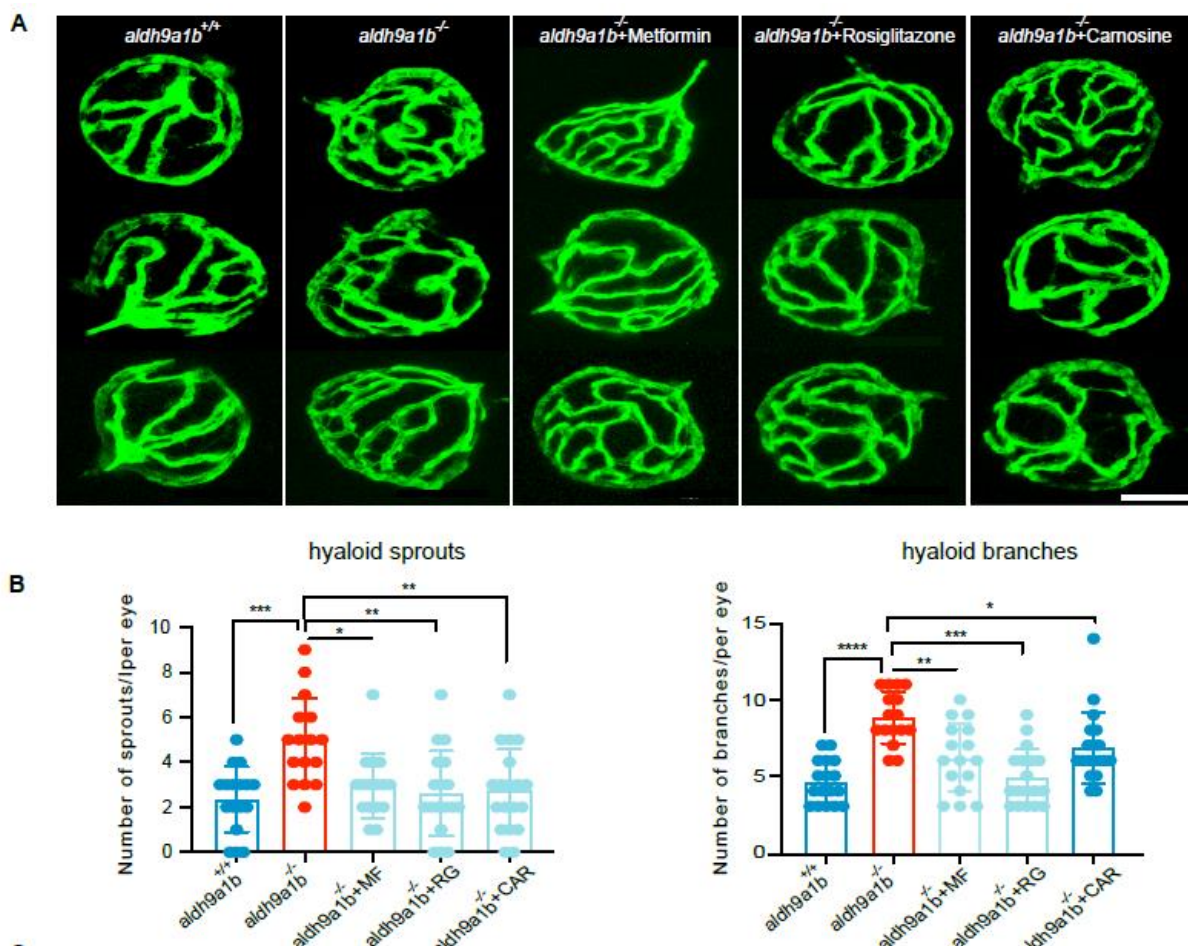 A
aldh9a1b+/+ aldh9a1b-/- aldh9a1b-/-+Metformin aldh9a1b-/-+Rosiglitazone aldh9a1b-/-+Carnosine
B
hyaloid sprouts
Number of sprouts/lper eye
10
8
6
4
2
0
***
**
**
*
aldh9a1b+/+
aldh9a1b-/-
aldh9a1b-/-+MF
aldh9a1b-/-+RG
aldh9a1b-/-+CAR
hyaloid branches
Number of branches/per eye
15
10
5
0
****
*
***
**
aldh9a1b+/+
aldh9a1b-/-
aldh9a1b-/-+MF
aldh9a1b-/-+RG
aldh9a1b-/-+CAR